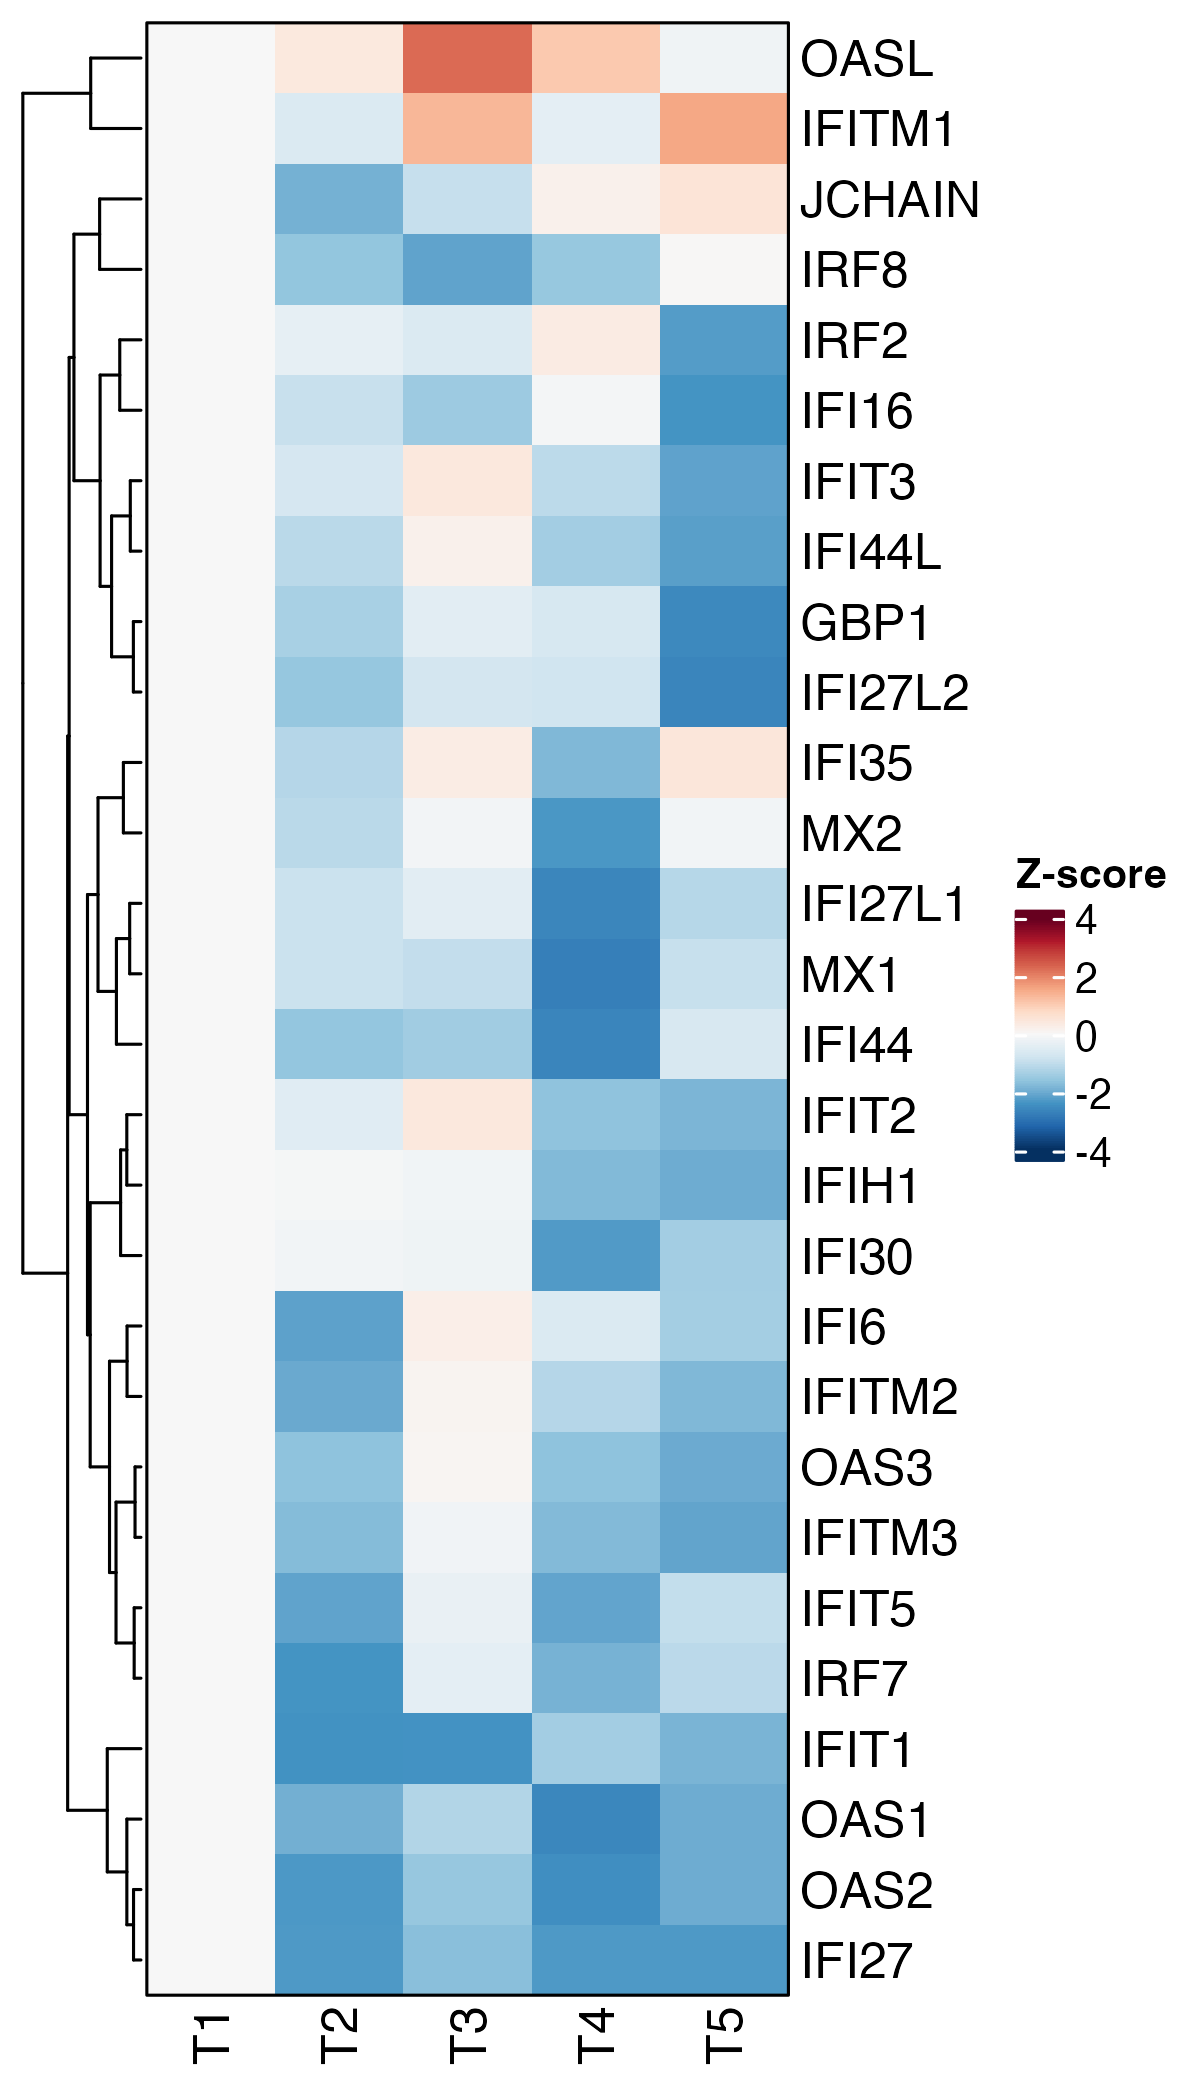 OASL
IFITM1
JCHAIN
IRF8
IRF2
IFI16
IFIT3
IFI44L
GBP1
IFI27L2
IFI35
MX2
IFI27L1
MX1
IFI44
IFIT2
IFIH1
IFI30
IFI6
IFITM2
OAS3
IFITM3
IFIT5
IRF7
IFIT1
OAS1
OAS2
IFI27
T1
T2
T3
T4
T5
Z-score
4
2
0
-2
-4